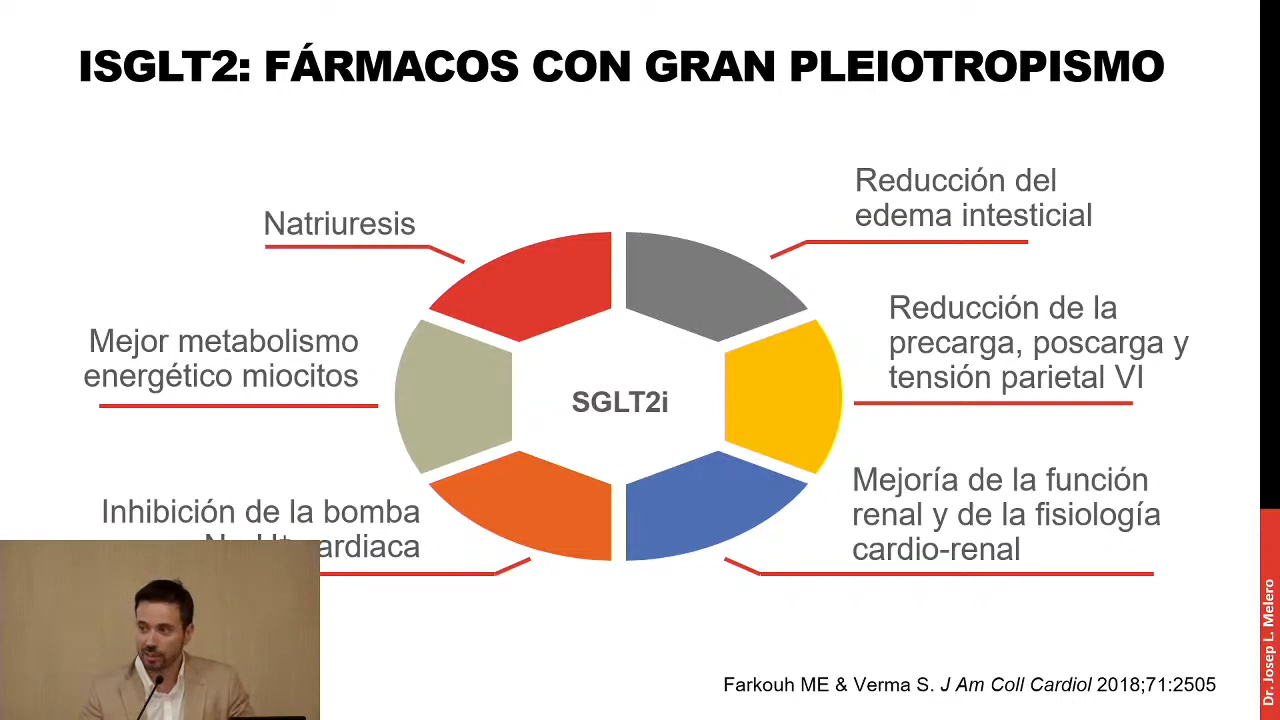 ISGLT2: FÁRMACOS CON GRAN PLEIOTROPISMO
Natriuresis
Mejor metabolismo
energético miocitos
Inhibición de la bomba
Reducción del
edema intesticial
Reducción de la
precarga, poscarga y
tensión parietal VI
Mejoría de la función
renal y de la fisiología
cardio-renal
SGLT2i
Farkouh ME & Verma S. J Am Coll Cardiol 2018;71:2505
Dr. Josep L. Melero